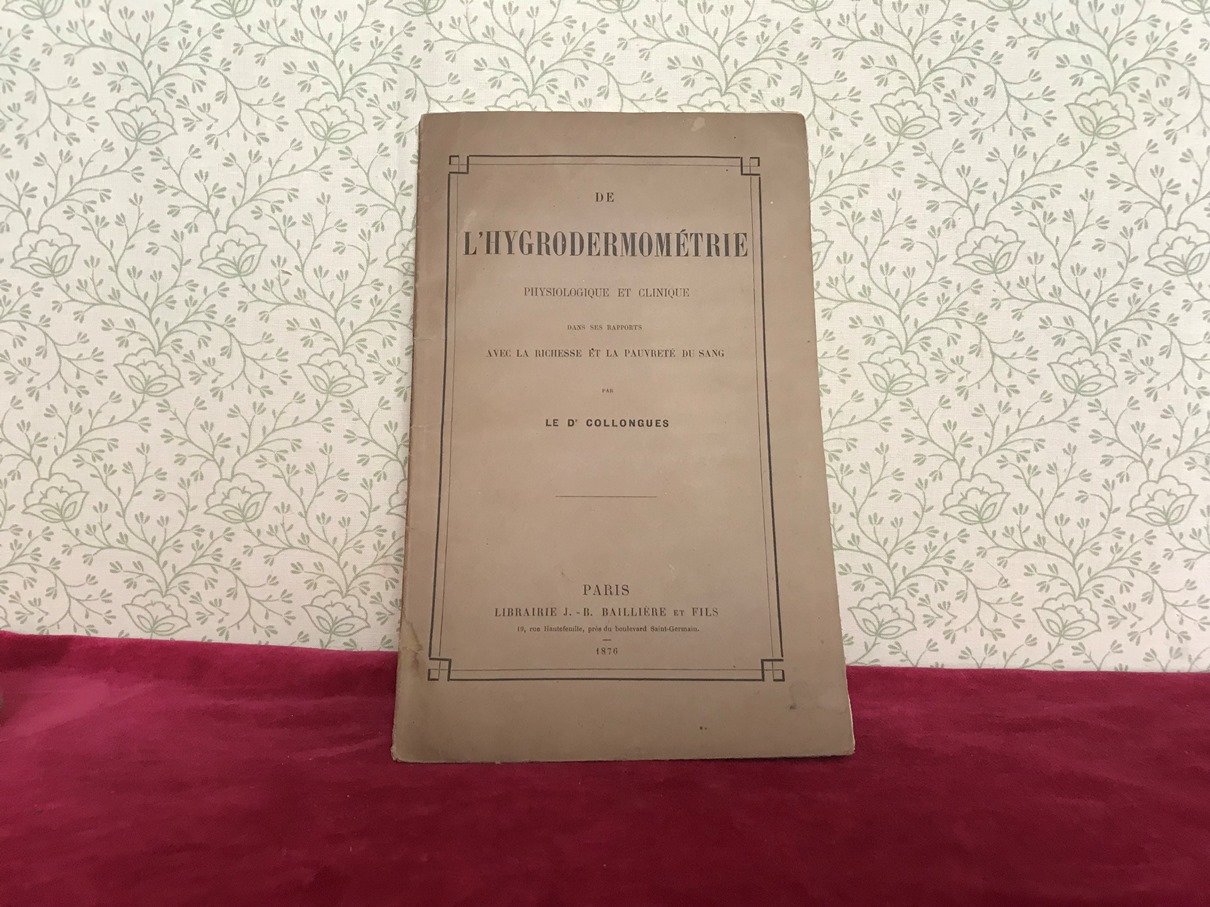 DE
L'HYGRODERMOMÉTRIE
PHYSIOLOGIQUE ET CLINIQUE
DANS SES RAPPORTS
AVEC LA RICHESSE ET LA PAUVRETÉ DU SANG
PAR
LE Dr COLLONGUES
PARIS
LIBRAIRIE J.-B. BAILLIÈRE ET FILS
19, rue Hautefeuille, près du boulevard Saint-Germain.
1876